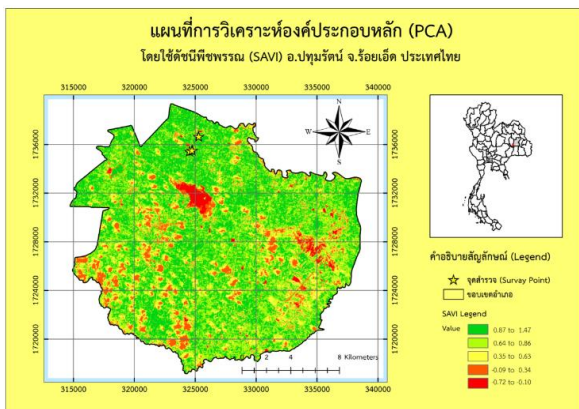 แผนที่การวิเคราะห์องค์ประกอบหลัก (PCA)
โดยใช้ดัชนีพืชพรรณ (SAVI) อ.ปทุมรัตน์ จ.ร้อยเอ็ด ประเทศไทย
315000 320000 325000 330000 335000 340000
1736000 1732000 1728000 1724000 1720000
N
W E
S
1736000 1732000 1728000 1724000 1720000
0 2 4 8 Kilometers
315000 320000 325000 330000 335000 340000
คำอธิบายสัญลักษณ์ (Legend)
จุดสำรวจ (Survay Point)
ขอบเขตอำเภอ
SAVI Legend
Value 0.87 to 1.47
0.64 to 0.86
0.35 to 0.63
-0.09 to 0.34
-0.72 to -0.10